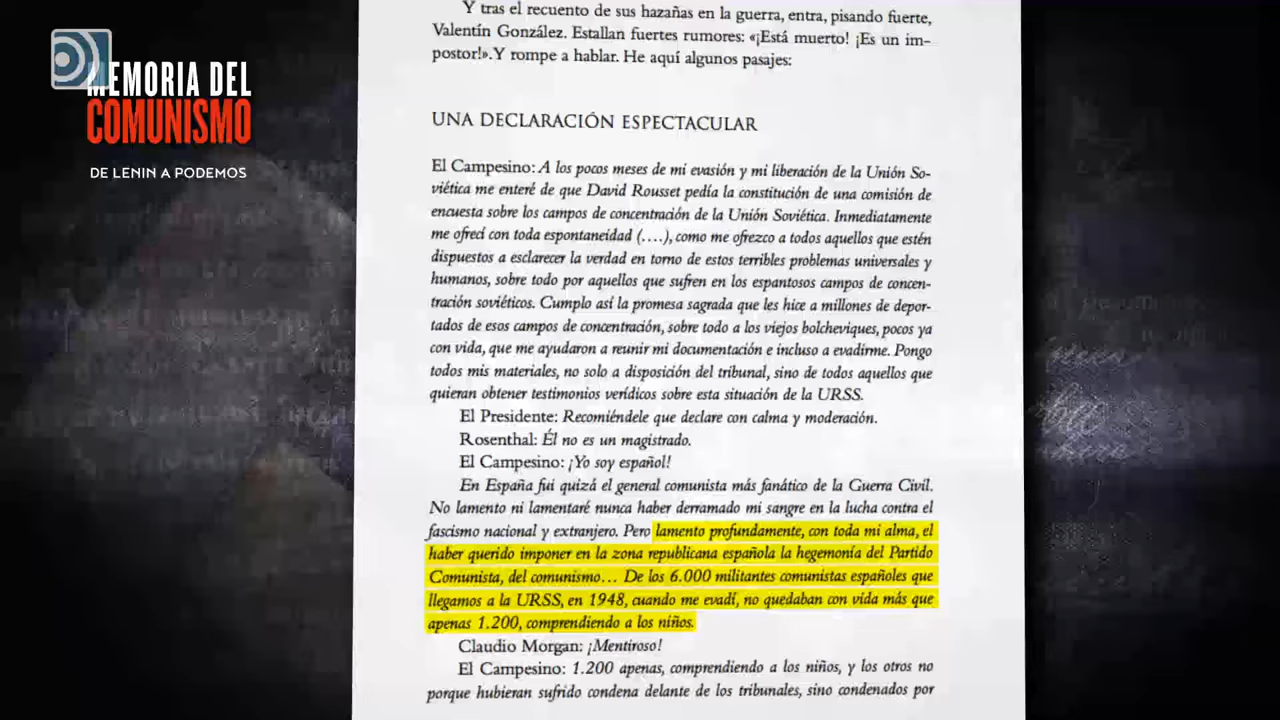 MEMORIA DEL
COMUNISMO
DE LENIN A PODEMOS
Y tras el recuento de sus hazañas en la guerra, entra, pisando fuerte,
Valentín González. Estallan fuertes rumores: «¡Está muerto! ¡Es un im-
postor!».Y rompe a hablar. He aquí algunos pasajes:
UNA DECLARACIÓN ESPECTACULAR
El Campesino: A los pocos meses de mi evasión y mi liberación de la Unión So-
viética me enteré de que David Rousset pedía la constitución de una comisión de
encuesta sobre los campos de concentración de la Unión Soviética. Inmediatamente
me ofrecí con toda espontaneidad (....), como me ofrezco a todos aquellos que estén
dispuestos a esclarecer la verdad en torno de estos terribles problemas universales y
humanos, sobre todo por aquellos que sufren en los espantosos campos de concen-
tración soviéticos. Cumplo así la promesa sagrada que les hice a millones de depor-
tados de esos campos de concentración, sobre todo a los viejos bolcheviques, pocos ya
con vida, que me ayudaron a reunir mi documentación e incluso a evadirme. Pongo
todos mis materiales, no solo a disposición del tribunal, sino de todos aquellos que
quieran obtener testimonios verídicos sobre esta situación de la URSS.
El Presidente: Recomiéndele que declare con calma y moderación.
Rosenthal: Él no es un magistrado.
El Campesino: ¡Yo soy español!
En España fui quizá el general comunista más fanático de la Guerra Civil.
No lamento ni lamentaré nunca haber derramado mi sangre en la lucha contra el
fascismo nacional y extranjero. Pero lamento profundamente, con toda mi alma, el
haber querido imponer en la zona republicana española la hegemonía del Partido
Comunista, del comunismo... De los 6.000 militantes comunistas españoles que
llegamos a la URSS, en 1948, cuando me evadí, no quedaban con vida más que
apenas 1.200, comprendiendo a los niños.
Claudio Morgan: ¡Mentiroso!
El Campesino: 1.200 apenas, comprendiendo a los niños, y los otros no
porque hubieran sufrido condena delante de los tribunales, sino condenados por